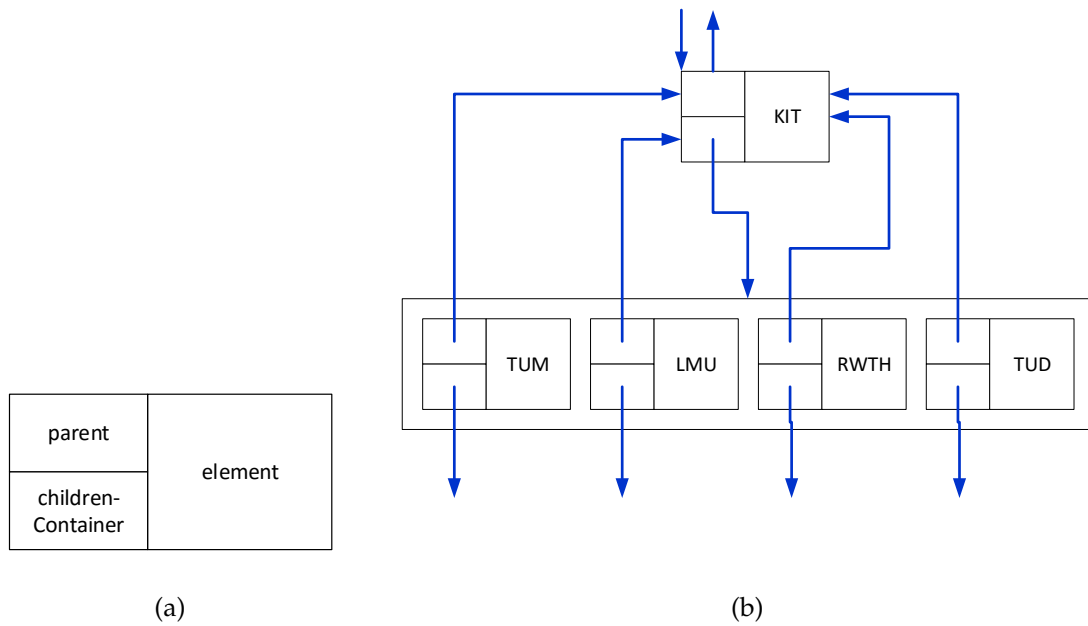 KIT
TUM
LMU
RWTH
TUD
parent
element
children-
Container
(a)
(b)